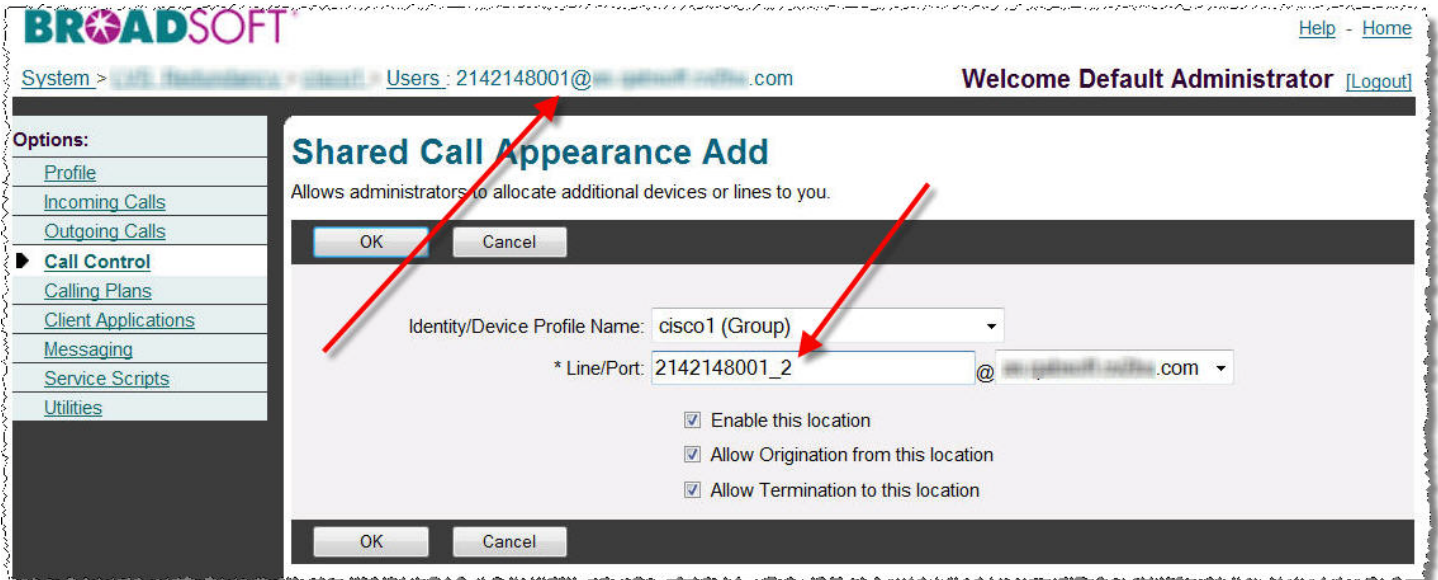 BROADSOFT
Help - Home
System > Users : 2142148001@ .com
Welcome Default Administrator [Logout]
Options:
Profile
Incoming Calls
Outgoing Calls
Call Control
Calling Plans
Client Applications
Messaging
Service Scripts
Utilities
Shared Call Appearance Add
Allows administrators to allocate additional devices or lines to you.
OK Cancel
Identity/Device Profile Name: cisco1 (Group)
* Line/Port: 2142148001_2 @ .com
Enable this location
Allow Origination from this location
Allow Termination to this location
OK Cancel